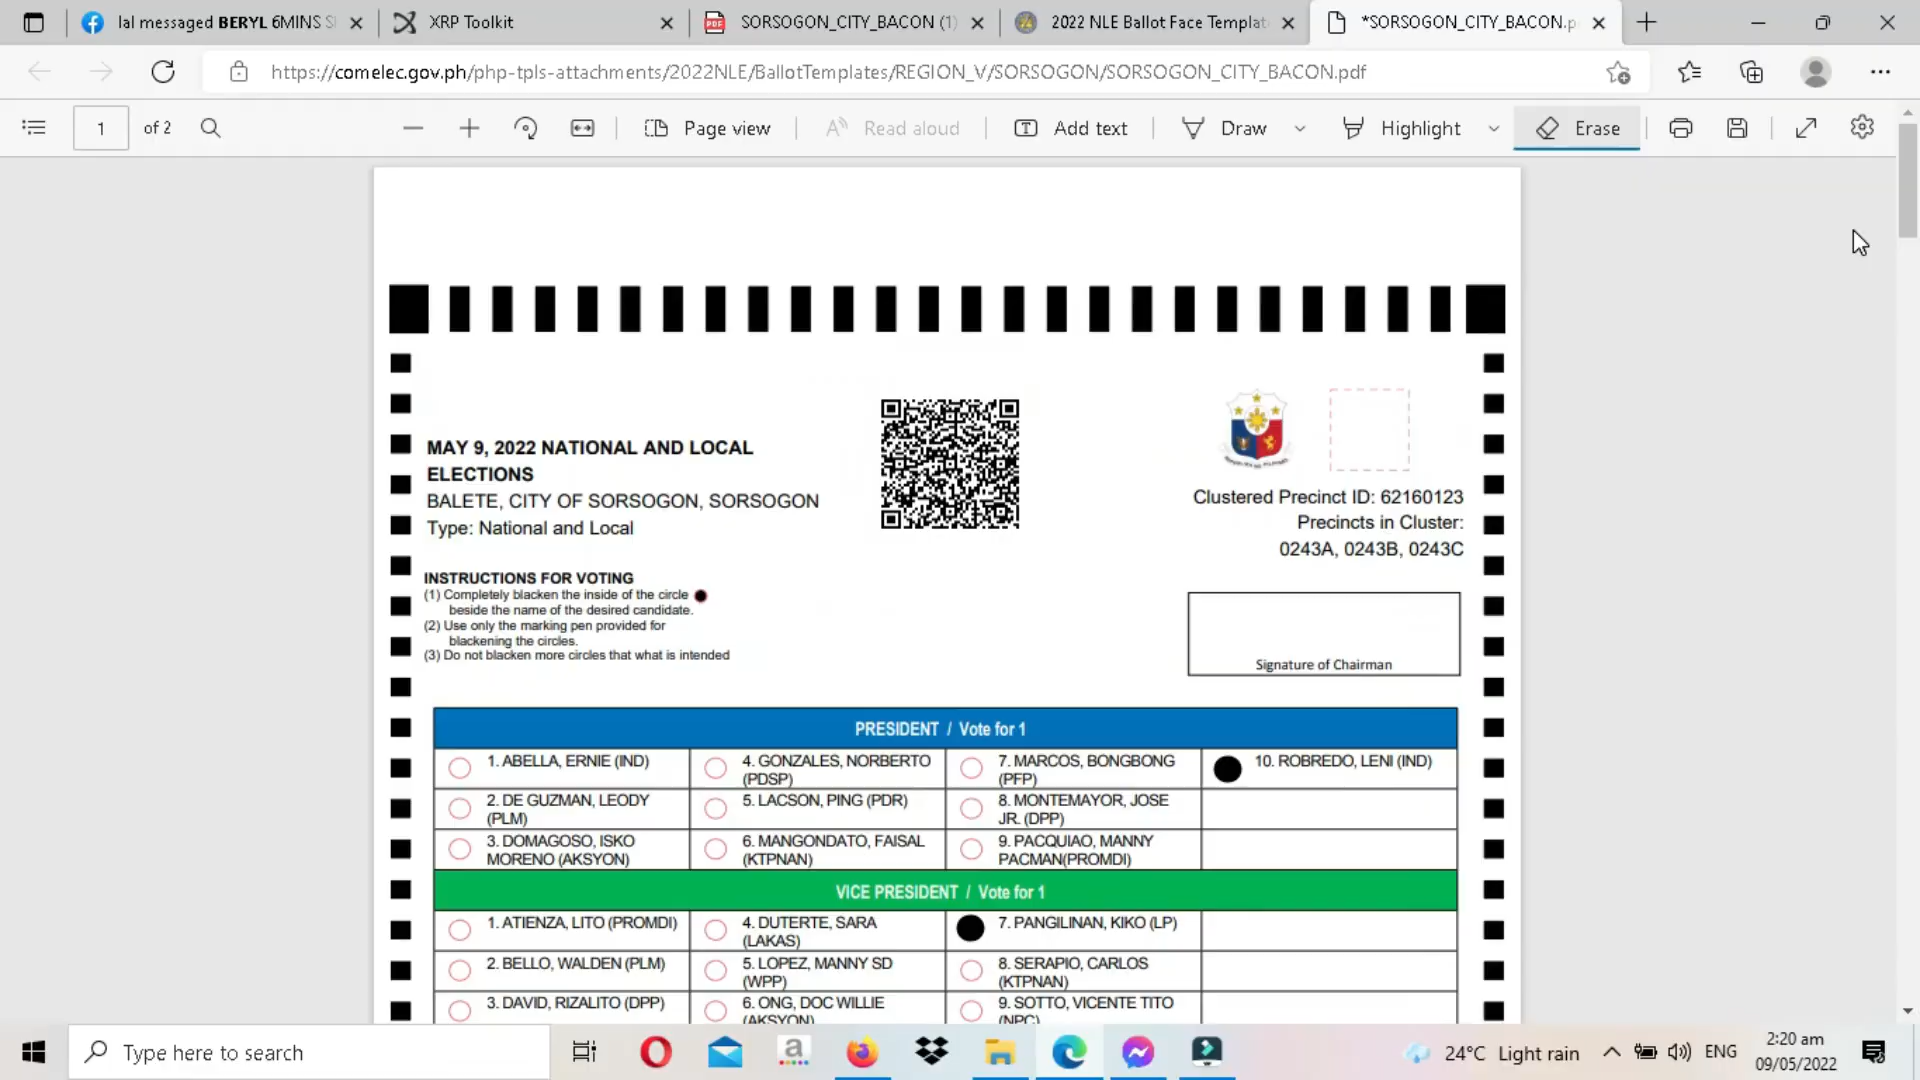 lal messaged BERYL 6MINS S
XRP Toolkit
SORSOGON_CITY_BACON (1)
2022 NLE Ballot Face Templat
*SORSOGON_CITY_BACON.p
https://comelec.gov.ph/php-tpls-attachments/2022NLE/BallotTemplates/REGION_V/SORSOGON/SORSOGON_CITY_BACON.pdf
1 of 2
Page view
Read aloud
Add text
Draw
Highlight
Erase
MAY 9, 2022 NATIONAL AND LOCAL
ELECTIONS
BALETE, CITY OF SORSOGON, SORSOGON
Type: National and Local
Clustered Precinct ID: 62160123
Precincts in Cluster:
0243A, 0243B, 0243C
INSTRUCTIONS FOR VOTING
(1) Completely blacken the inside of the circle
beside the name of the desired candidate.
(2) Use only the marking pen provided for
blackening the circles.
(3) Do not blacken more circles that what is intended
Signature of Chairman
PRESIDENT / Vote for 1
1. ABELLA, ERNIE (IND)
4. GONZALES, NORBERTO
(PDSP)
7. MARCOS, BONGBONG
(PFP)
10. ROBREDO, LENI (IND)
2. DE GUZMAN, LEODY
(PLM)
5. LACSON, PING (PDR)
8. MONTEMAYOR, JOSE
JR. (DPP)
3. DOMAGOSO, ISKO
MORENO (AKSYON)
6. MANGONDATO, FAISAL
(KTPNAN)
9. PACQUIAO, MANNY
PACMAN(PROMDI)
VICE PRESIDENT / Vote for 1
1. ATIENZA, LITO (PROMDI)
4. DUTERTE, SARA
(LAKAS)
7. PANGILINAN, KIKO (LP)
2. BELLO, WALDEN (PLM)
5. LOPEZ, MANNY SD
(WPP)
8. SERAPIO, CARLOS
(KTPNAN)
3. DAVID, RIZALITO (DPP)
6. ONG, DOC WILLIE
(AKSYON)
9. SOTTO, VICENTE TITO
(NPC)
Type here to search
24°C Light rain
ENG
2:20 am
09/05/2022